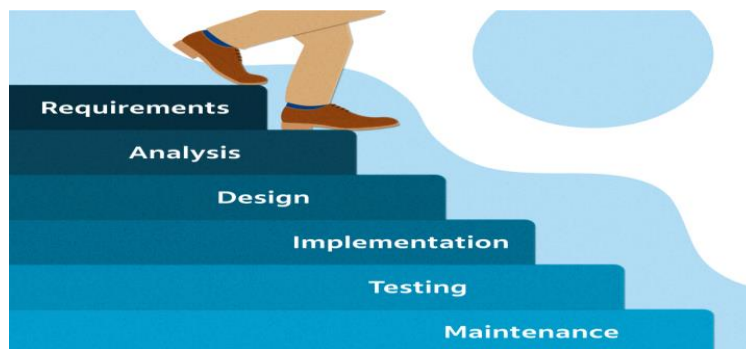 Requirements
Analysis
Design
Implementation
Testing
Maintenance